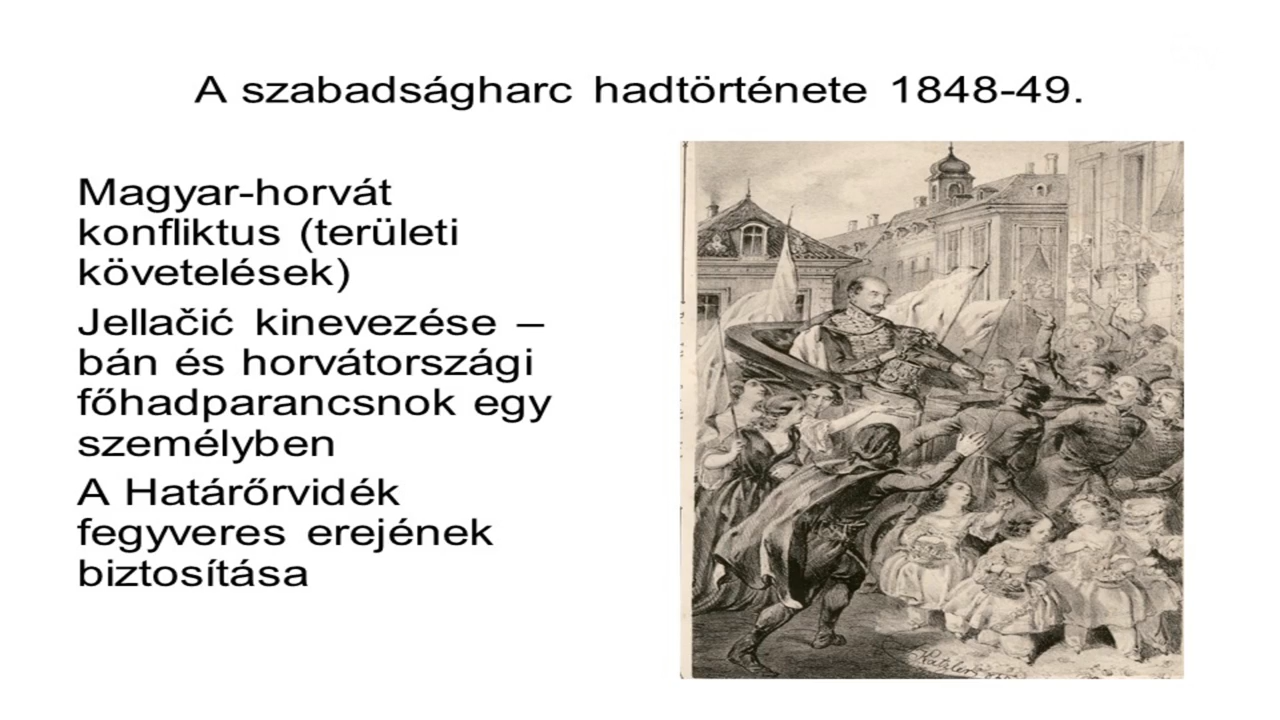 A szabadságharc hadtörténete 1848-49.
Magyar-horvát
konfliktus (területi
követelések)
Jellačić kinevezése –
bán és horvátországi
főhadparancsnok egy
személyben
A Határőrvidék
fegyveres erejének
biztosítása